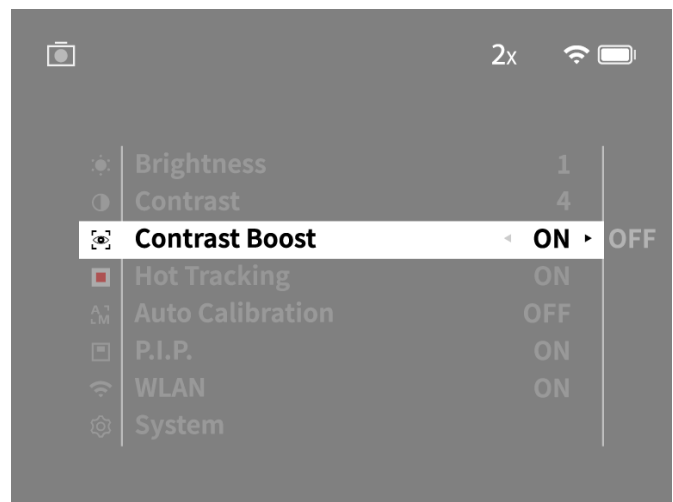 2x
Brightness 1
Contrast 4
Contrast Boost ON OFF
Hot Tracking ON
Auto Calibration OFF
P.I.P. ON
WLAN ON
System